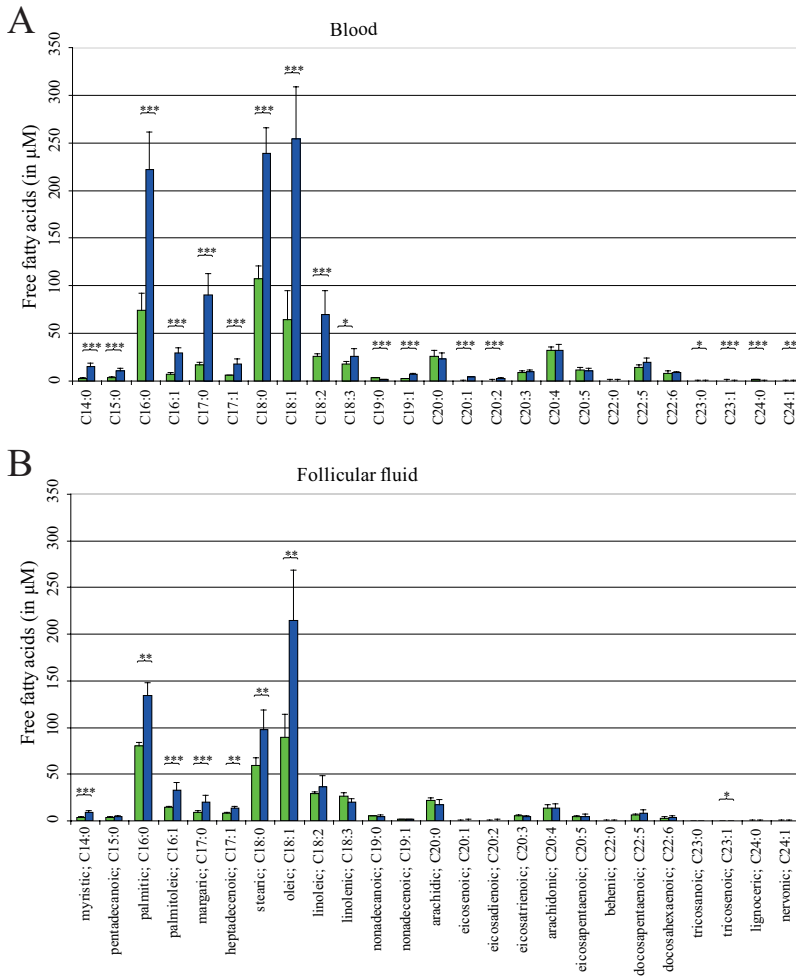 A
Blood
Free fatty acids (in µM)
350
300
250
200
150
100
50
0
***
***
***
***
***
***
***
***
***
*
***
***
***
***
*
***
***
**
C14:0
C15:0
C16:0
C16:1
C17:0
C17:1
C18:0
C18:1
C18:2
C18:3
C19:0
C19:1
C20:0
C20:1
C20:2
C20:3
C20:4
C20:5
C22:0
C22:5
C22:6
C23:0
C23:1
C24:0
C24:1
B
Follicular fluid
Free fatty acids (in µM)
350
300
250
200
150
100
50
0
***
**
***
***
**
**
**
*
myristic; C14:0
pentadecanoic; C15:0
palmitic; C16:0
palmitoleic; C16:1
margaric; C17:0
heptadecenoic; C17:1
stearic; C18:0
oleic; C18:1
linoleic; C18:2
linolenic; C18:3
nonadecanoic; C19:0
nonadecenoic; C19:1
arachidic; C20:0
eicosenoic; C20:1
eicosadienoic; C20:2
eicosatrienoic; C20:3
arachidonic; C20:4
eicosapentaenoic; C20:5
behenic; C22:0
docosapentaenoic; C22:5
docosahexaenoic; C22:6
tricosanoic; C23:0
tricosenoic; C23:1
lignoceric; C24:0
nervonic; C24:1